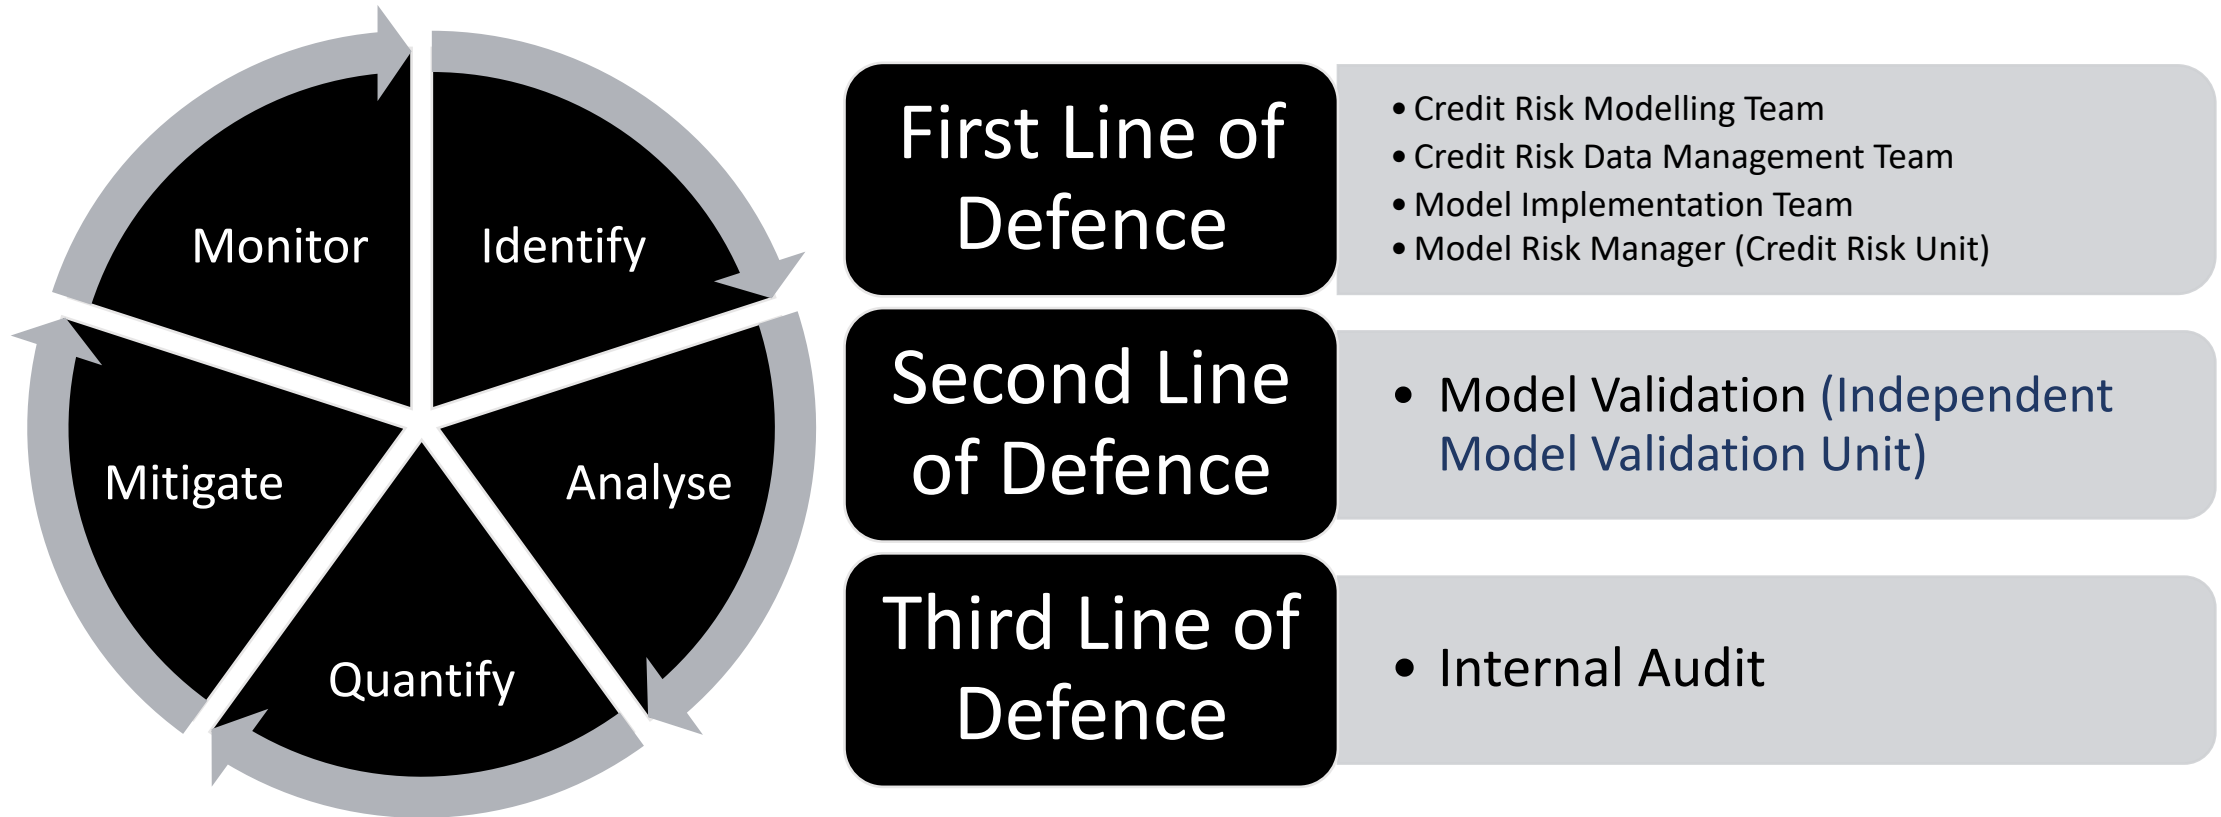 Identify
Analyse
Quantify
Mitigate
Monitor
First Line of
Defence
• Credit Risk Modelling Team
• Credit Risk Data Management Team
• Model Implementation Team
• Model Risk Manager (Credit Risk Unit)
Second Line
of Defence
• Model Validation (Independent
Model Validation Unit)
Third Line of
Defence
• Internal Audit